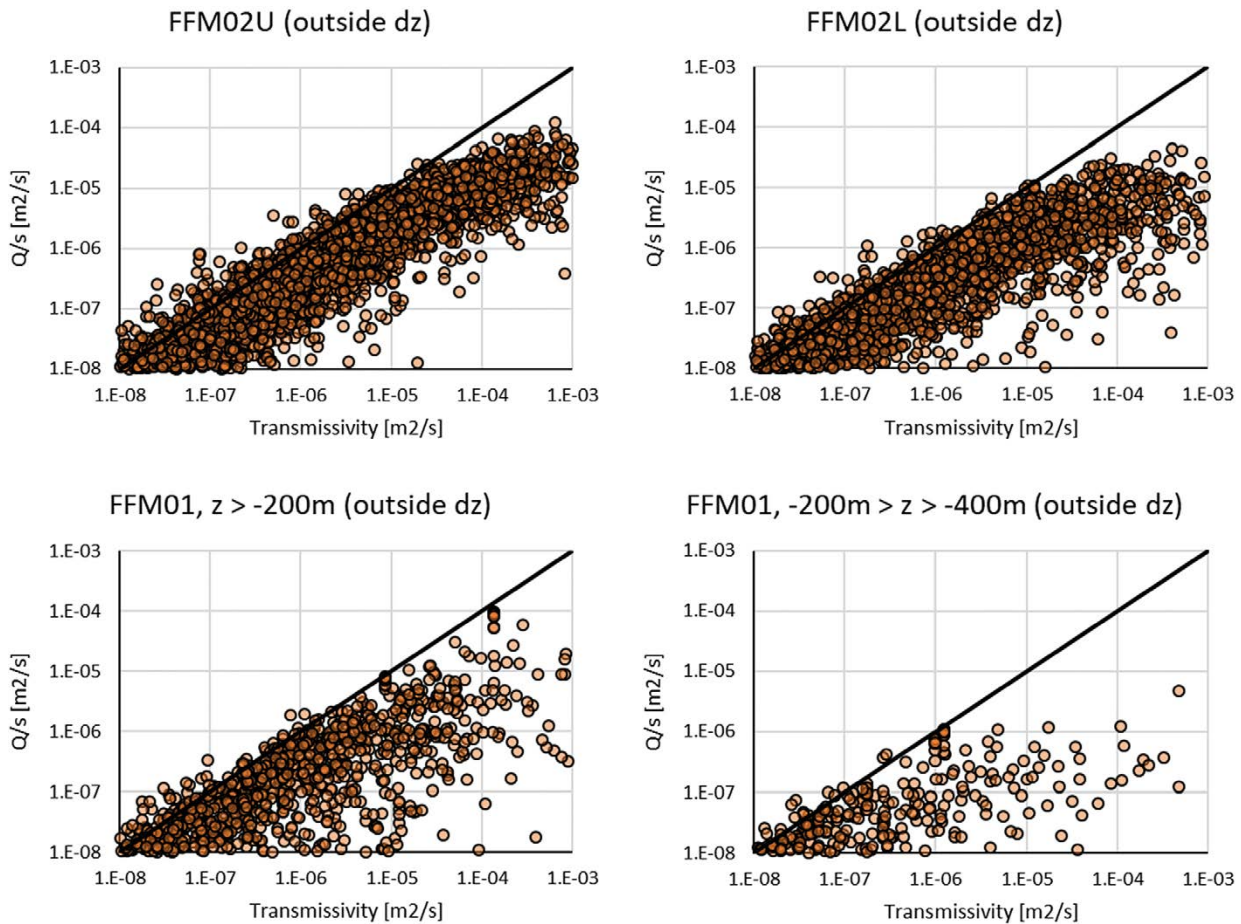 FFM02U (outside dz)
1.E-03
1.E-04
1.E-05
1.E-06
1.E-07
1.E-08
Q/s [m2/s]
1.E-08 1.E-07 1.E-06 1.E-05 1.E-04 1.E-03
Transmissivity [m2/s]
FFM02L (outside dz)
1.E-03
1.E-04
1.E-05
1.E-06
1.E-07
1.E-08
Q/s [m2/s]
1.E-08 1.E-07 1.E-06 1.E-05 1.E-04 1.E-03
Transmissivity [m2/s]
FFM01, z > -200m (outside dz)
1.E-03
1.E-04
1.E-05
1.E-06
1.E-07
1.E-08
Q/s [m2/s]
1.E-08 1.E-07 1.E-06 1.E-05 1.E-04 1.E-03
Transmissivity [m2/s]
FFM01, -200m > z > -400m (outside dz)
1.E-03
1.E-04
1.E-05
1.E-06
1.E-07
1.E-08
Q/s [m2/s]
1.E-08 1.E-07 1.E-06 1.E-05 1.E-04 1.E-03
Transmissivity [m2/s]